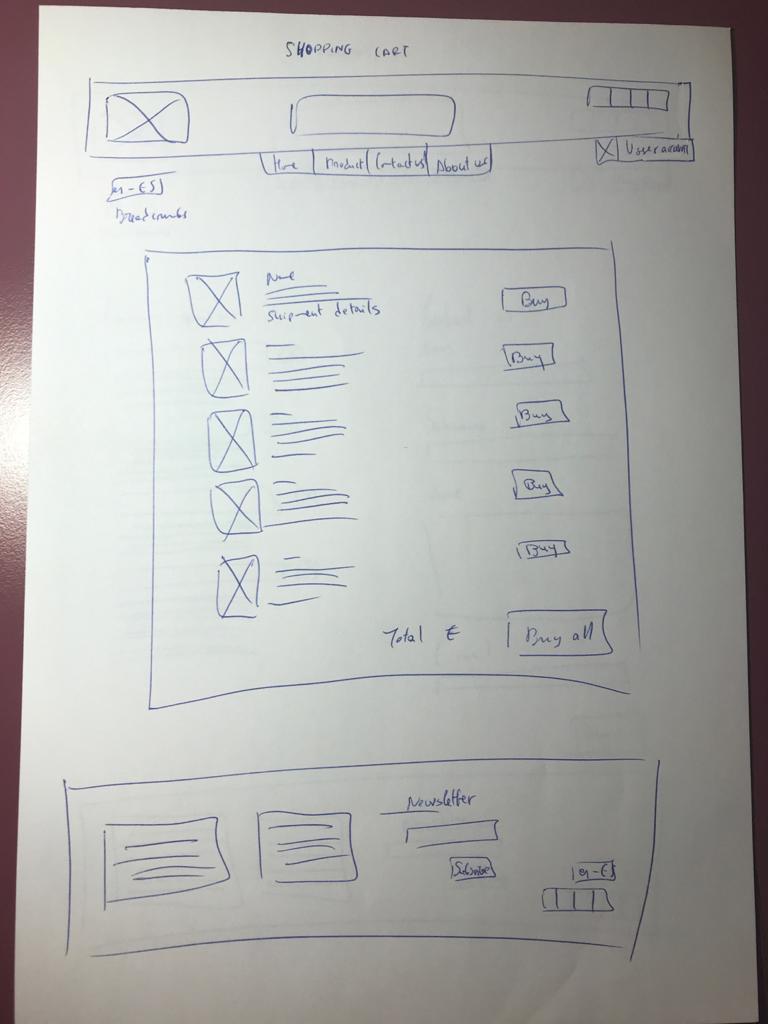 SHOPPING CART
Home Product Contact us About us
User account
en-ES
Breadcrumbs
Name
Shipment details
Buy
Buy
Buy
Buy
Buy
Total €
Buy all
Newsletter
Subscribe
en-ES